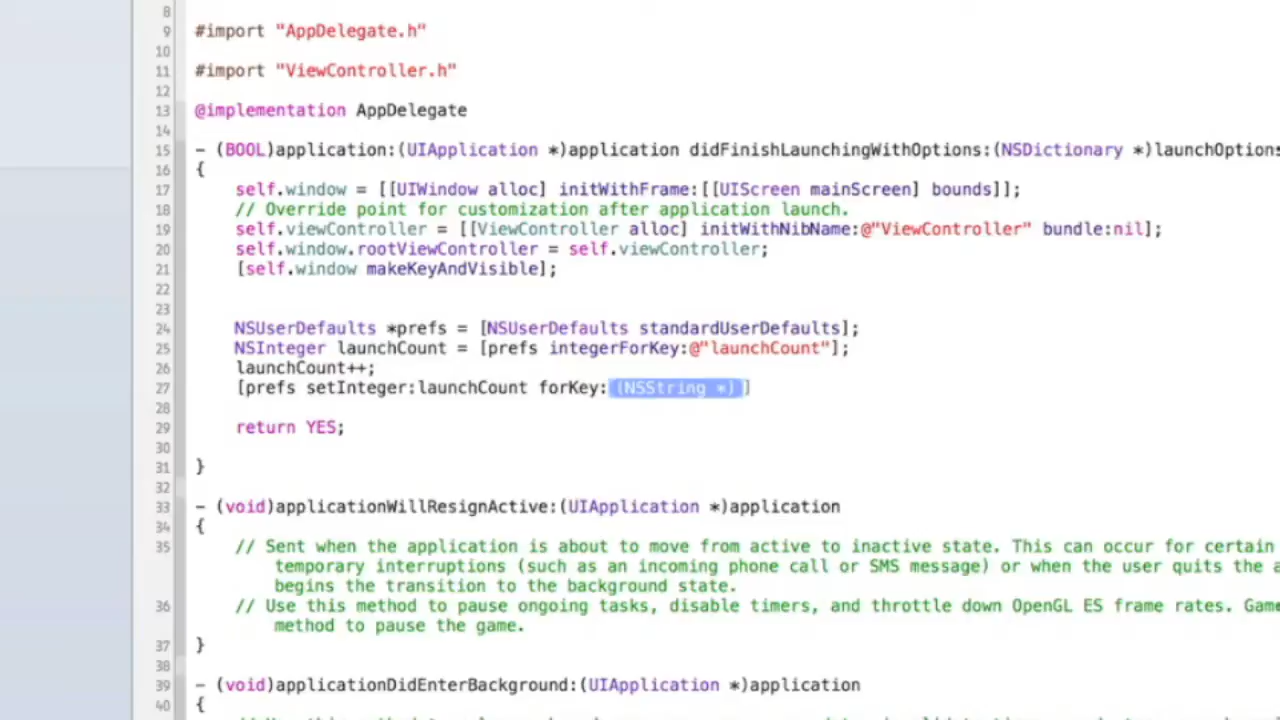 8
9 #import "AppDelegate.h"
10
11 #import "ViewController.h"
12
13 @implementation AppDelegate
14
15 - (BOOL)application:(UIApplication *)application didFinishLaunchingWithOptions:(NSDictionary *)launchOptions
16 {
17 self.window = [[UIWindow alloc] initWithFrame:[[UIScreen mainScreen] bounds]];
18 // Override point for customization after application launch.
19 self.viewController = [[ViewController alloc] initWithNibName:@"ViewController" bundle:nil];
20 self.window.rootViewController = self.viewController;
21 [self.window makeKeyAndVisible];
22
23
24 NSUserDefaults *prefs = [NSUserDefaults standardUserDefaults];
25 NSInteger launchCount = [prefs integerForKey:@"launchCount"];
26 launchCount++;
27 [prefs setInteger:launchCount forKey:(NSString *)]
28
29 return YES;
30
31 }
32
33 - (void)applicationWillResignActive:(UIApplication *)application
34 {
35 // Sent when the application is about to move from active to inactive state. This can occur for certain
temporary interruptions (such as an incoming phone call or SMS message) or when the user quits the a
begins the transition to the background state.
36 // Use this method to pause ongoing tasks, disable timers, and throttle down OpenGL ES frame rates. Game
method to pause the game.
37 }
38
39 - (void)applicationDidEnterBackground:(UIApplication *)application
40 {